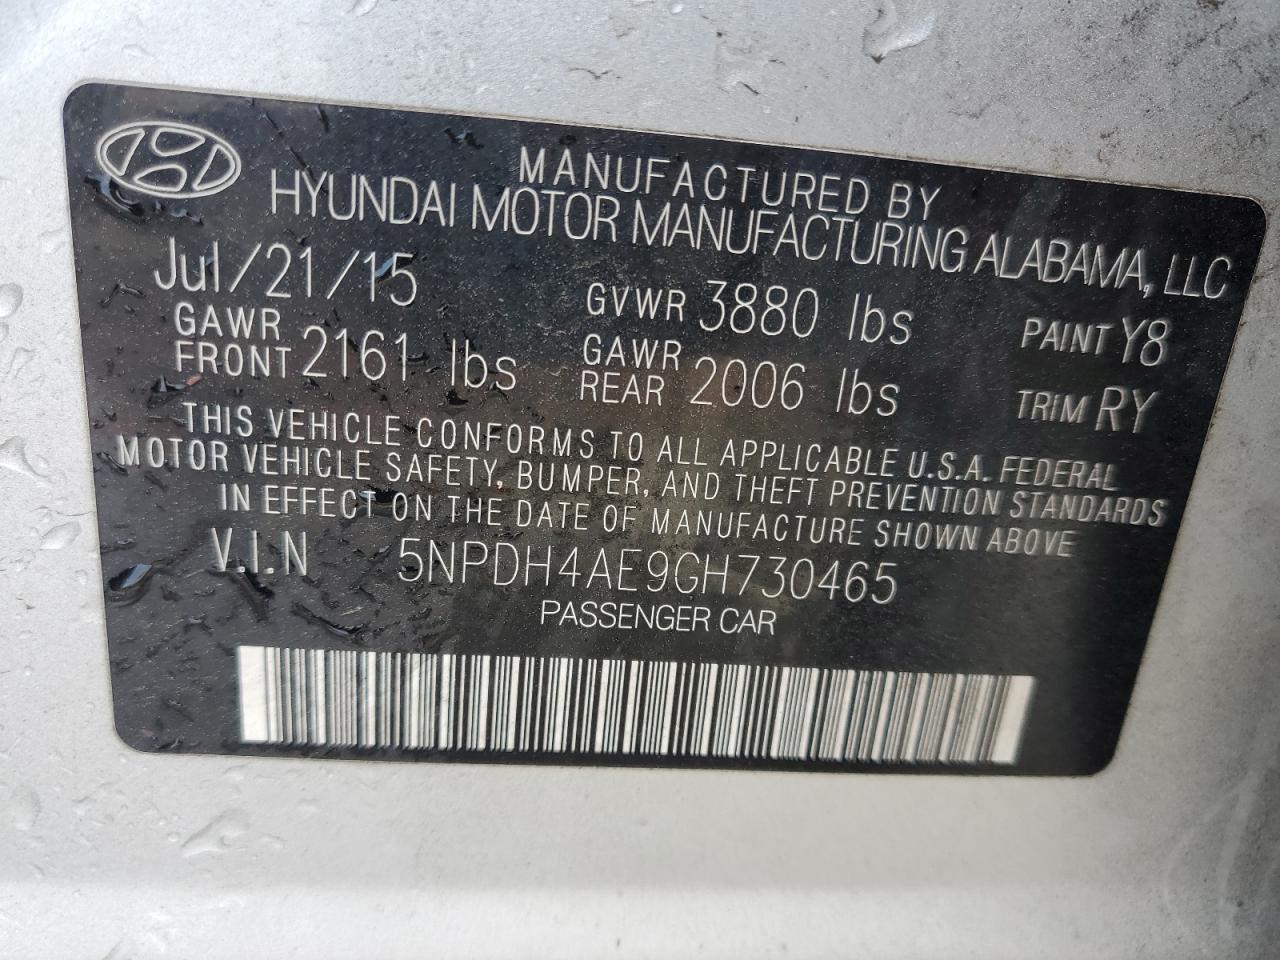 MANUFACTURED BY
HYUNDAI MOTOR MANUFACTURING ALABAMA, LLC
Jul/21/15 GVWR 3880 lbs PAINT Y8
GAWR FRONT 2161 lbs GAWR REAR 2006 lbs TRIM RY
THIS VEHICLE CONFORMS TO ALL APPLICABLE U.S.A. FEDERAL
MOTOR VEHICLE SAFETY, BUMPER, AND THEFT PREVENTION STANDARDS
IN EFFECT ON THE DATE OF MANUFACTURE SHOWN ABOVE
V.I.N 5NPDH4AE9GH730465
PASSENGER CAR